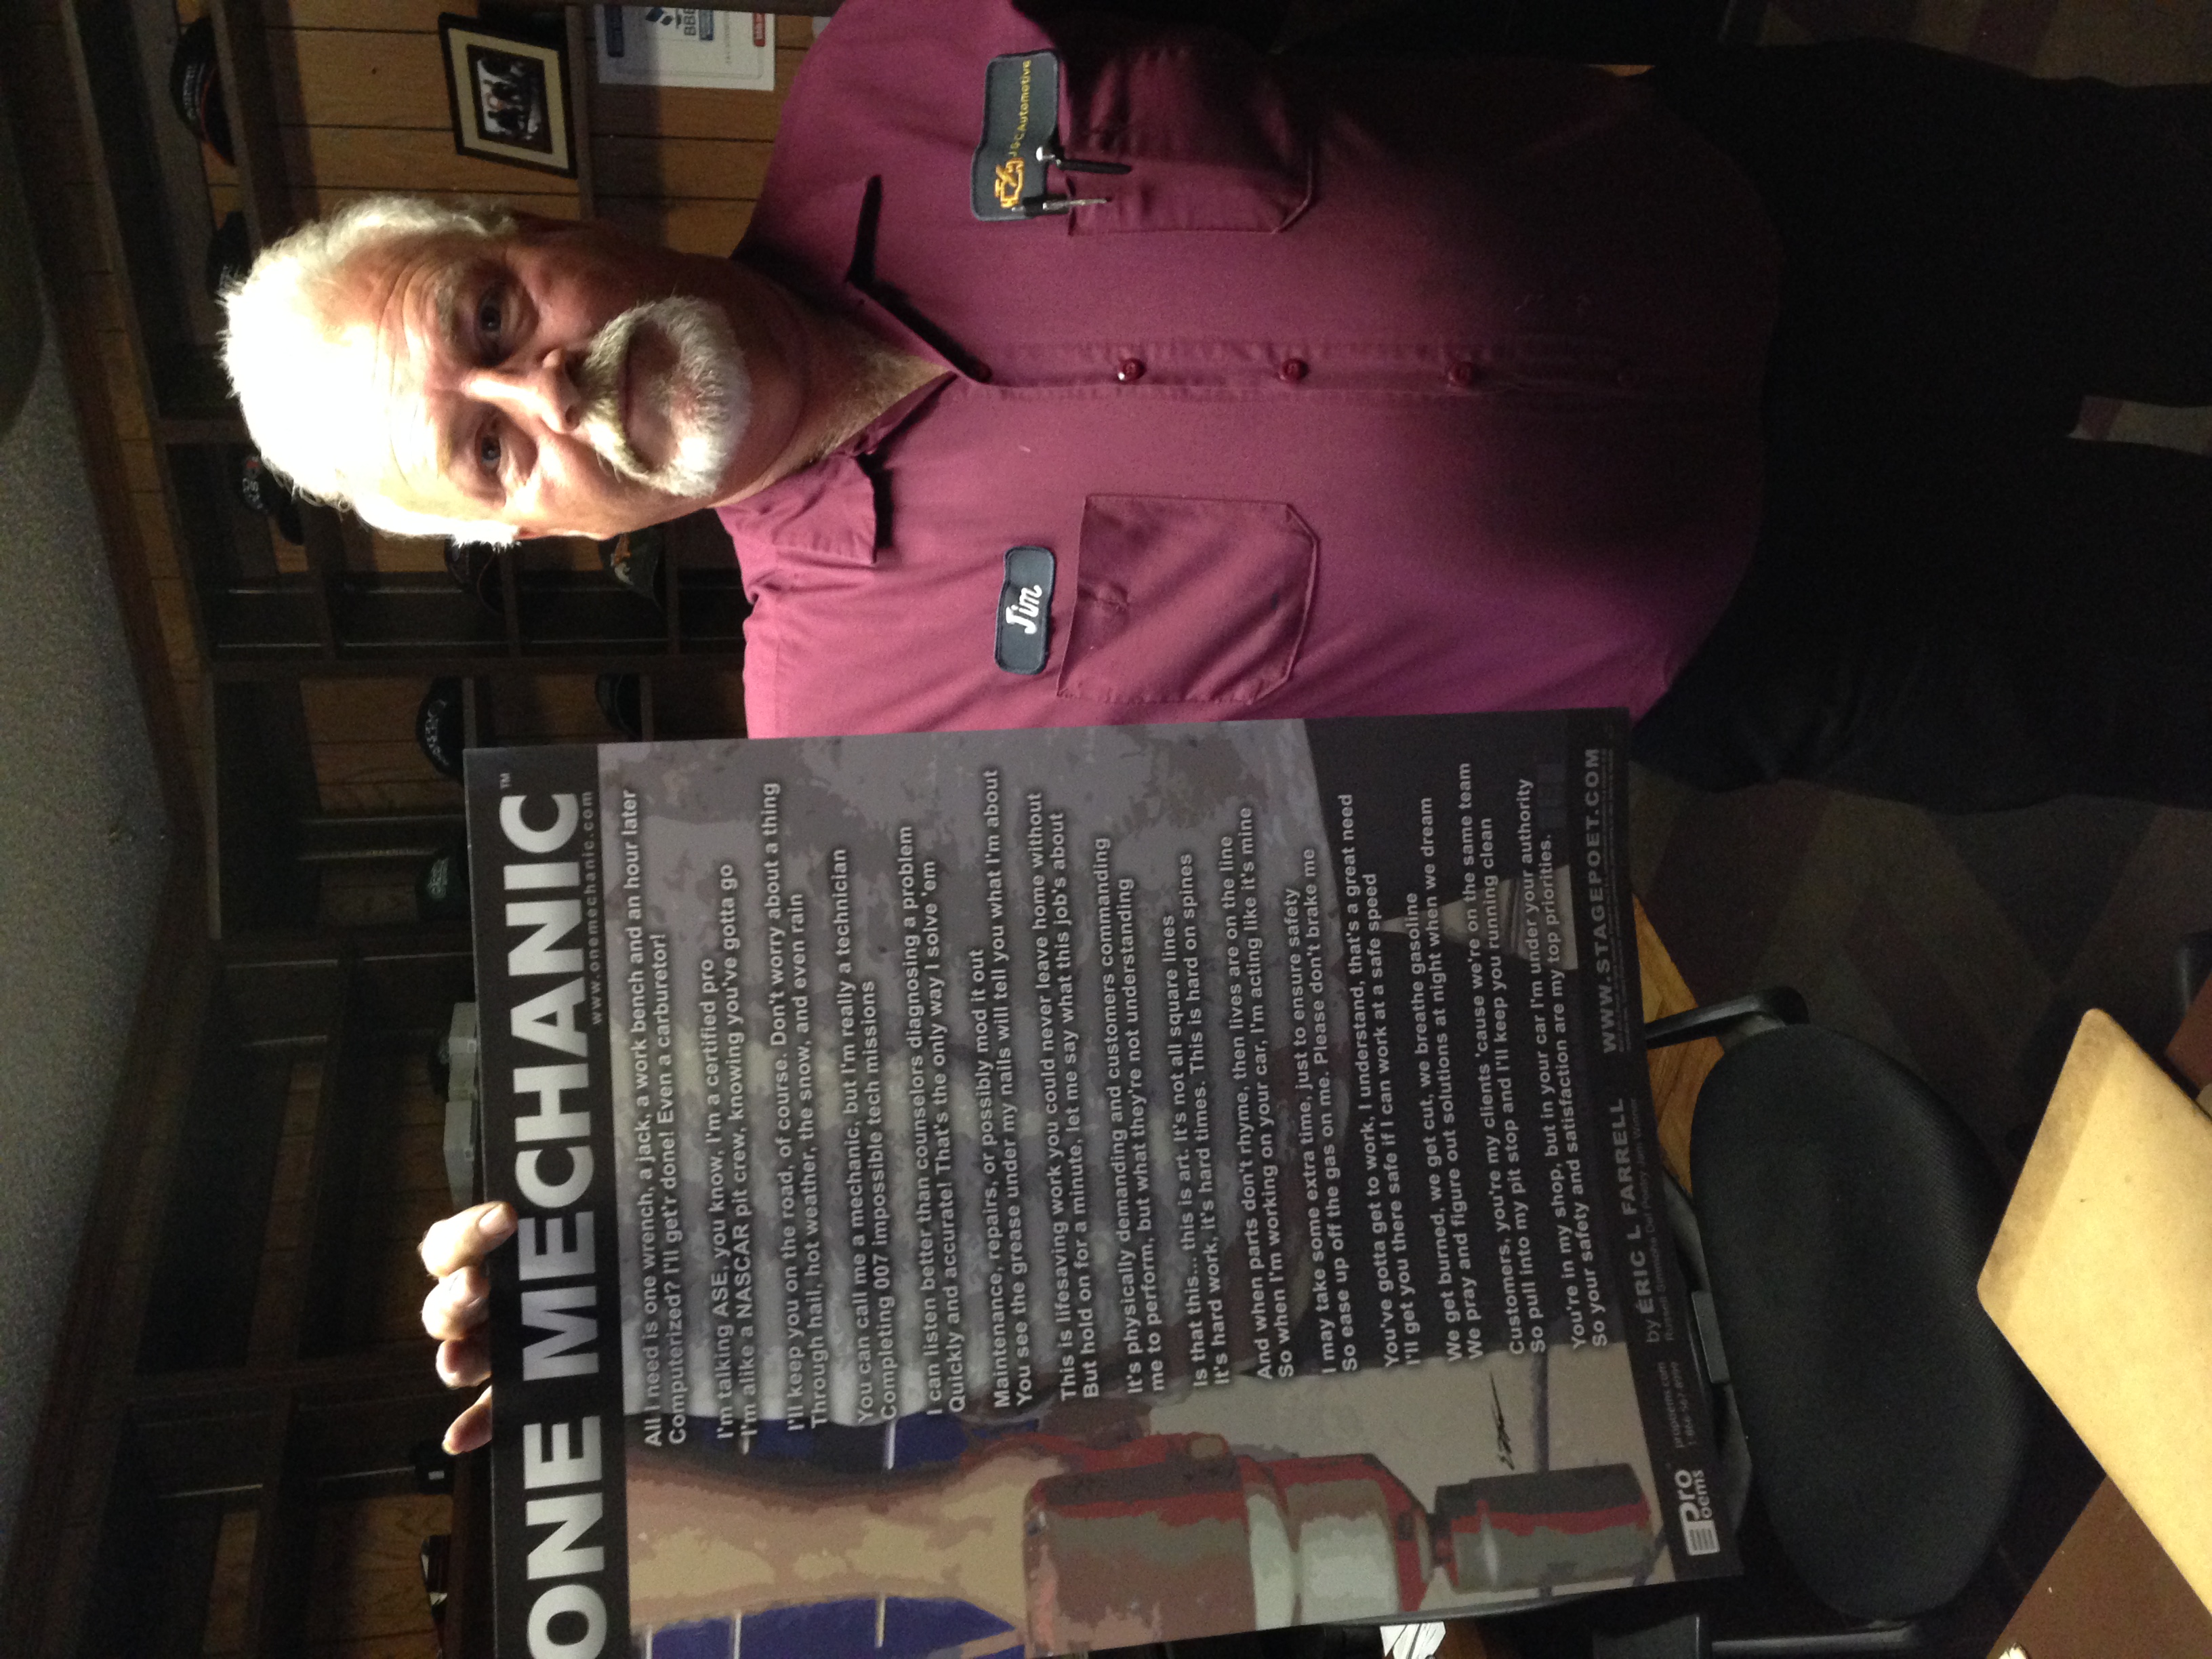 BBB
JSC Automotive
Jim
ONE MECHANIC™
www.onemechanic.com
All I need is one wrench, a jack, a work bench and an hour later
Computerized? I'll get'r done! Even a carburetor!
I'm talking ASE, you know, I'm a certified pro
I'm alike a NASCAR pit crew, knowing you've gotta go
I'll keep you on the road, of course. Don't worry about a thing
Through hail, hot weather, the snow, and even rain
You can call me a mechanic, but I'm really a technician
Completing 007 impossible tech missions
I can listen better than counselors diagnosing a problem
Quickly and accurate! That's the only way I solve 'em
Maintenance, repairs, or possibly mod it out
You see the grease under my nails will tell you what I'm about
This is lifesaving work you could never leave home without
But hold on for a minute, let me say what this job's about
It's physically demanding and customers commanding
me to perform, but what they're not understanding
Is that this... this is art. It's not all square lines
It's hard work, it's hard times. This is hard on spines
And when parts don't rhyme, then lives are on the line
So when I'm working on your car, I'm acting like it's mine
I may take some extra time, just to ensure safety
So ease up off the gas on me. Please don't brake me
You've gotta get to work, I understand, that's a great need
I'll get you there safe if I can work at a safe speed
We get burned, we get cut, we breathe gasoline
We pray and figure out solutions at night when we dream
Customers, you're my clients 'cause we're on the same team
So pull into my pit stop and I'll keep you running clean
You're in my shop, but in your car I'm under your authority
So your safety and satisfaction are my top priorities.
Pro
oems
propoems.com
by ÉRIC L FARRELL
WWW.STAGEPOET.COM